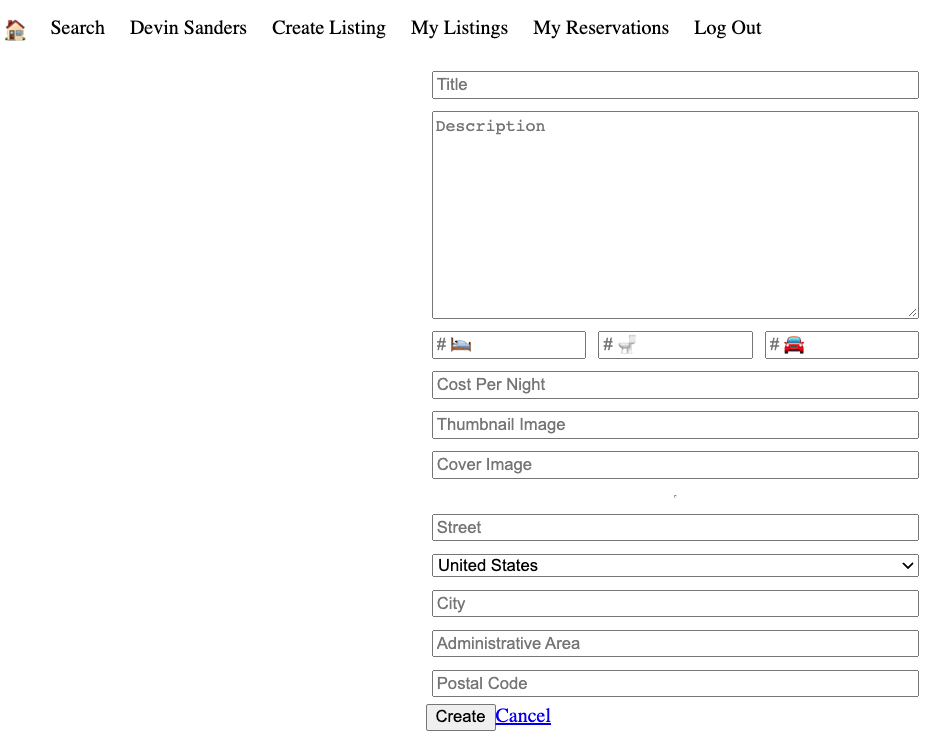 🏠 Search Devin Sanders Create Listing My Listings My Reservations Log Out
Title
Description
# 🛌 # 🚽 # 🚘
Cost Per Night
Thumbnail Image
Cover Image
Street
United States
City
Administrative Area
Postal Code
Create Cancel